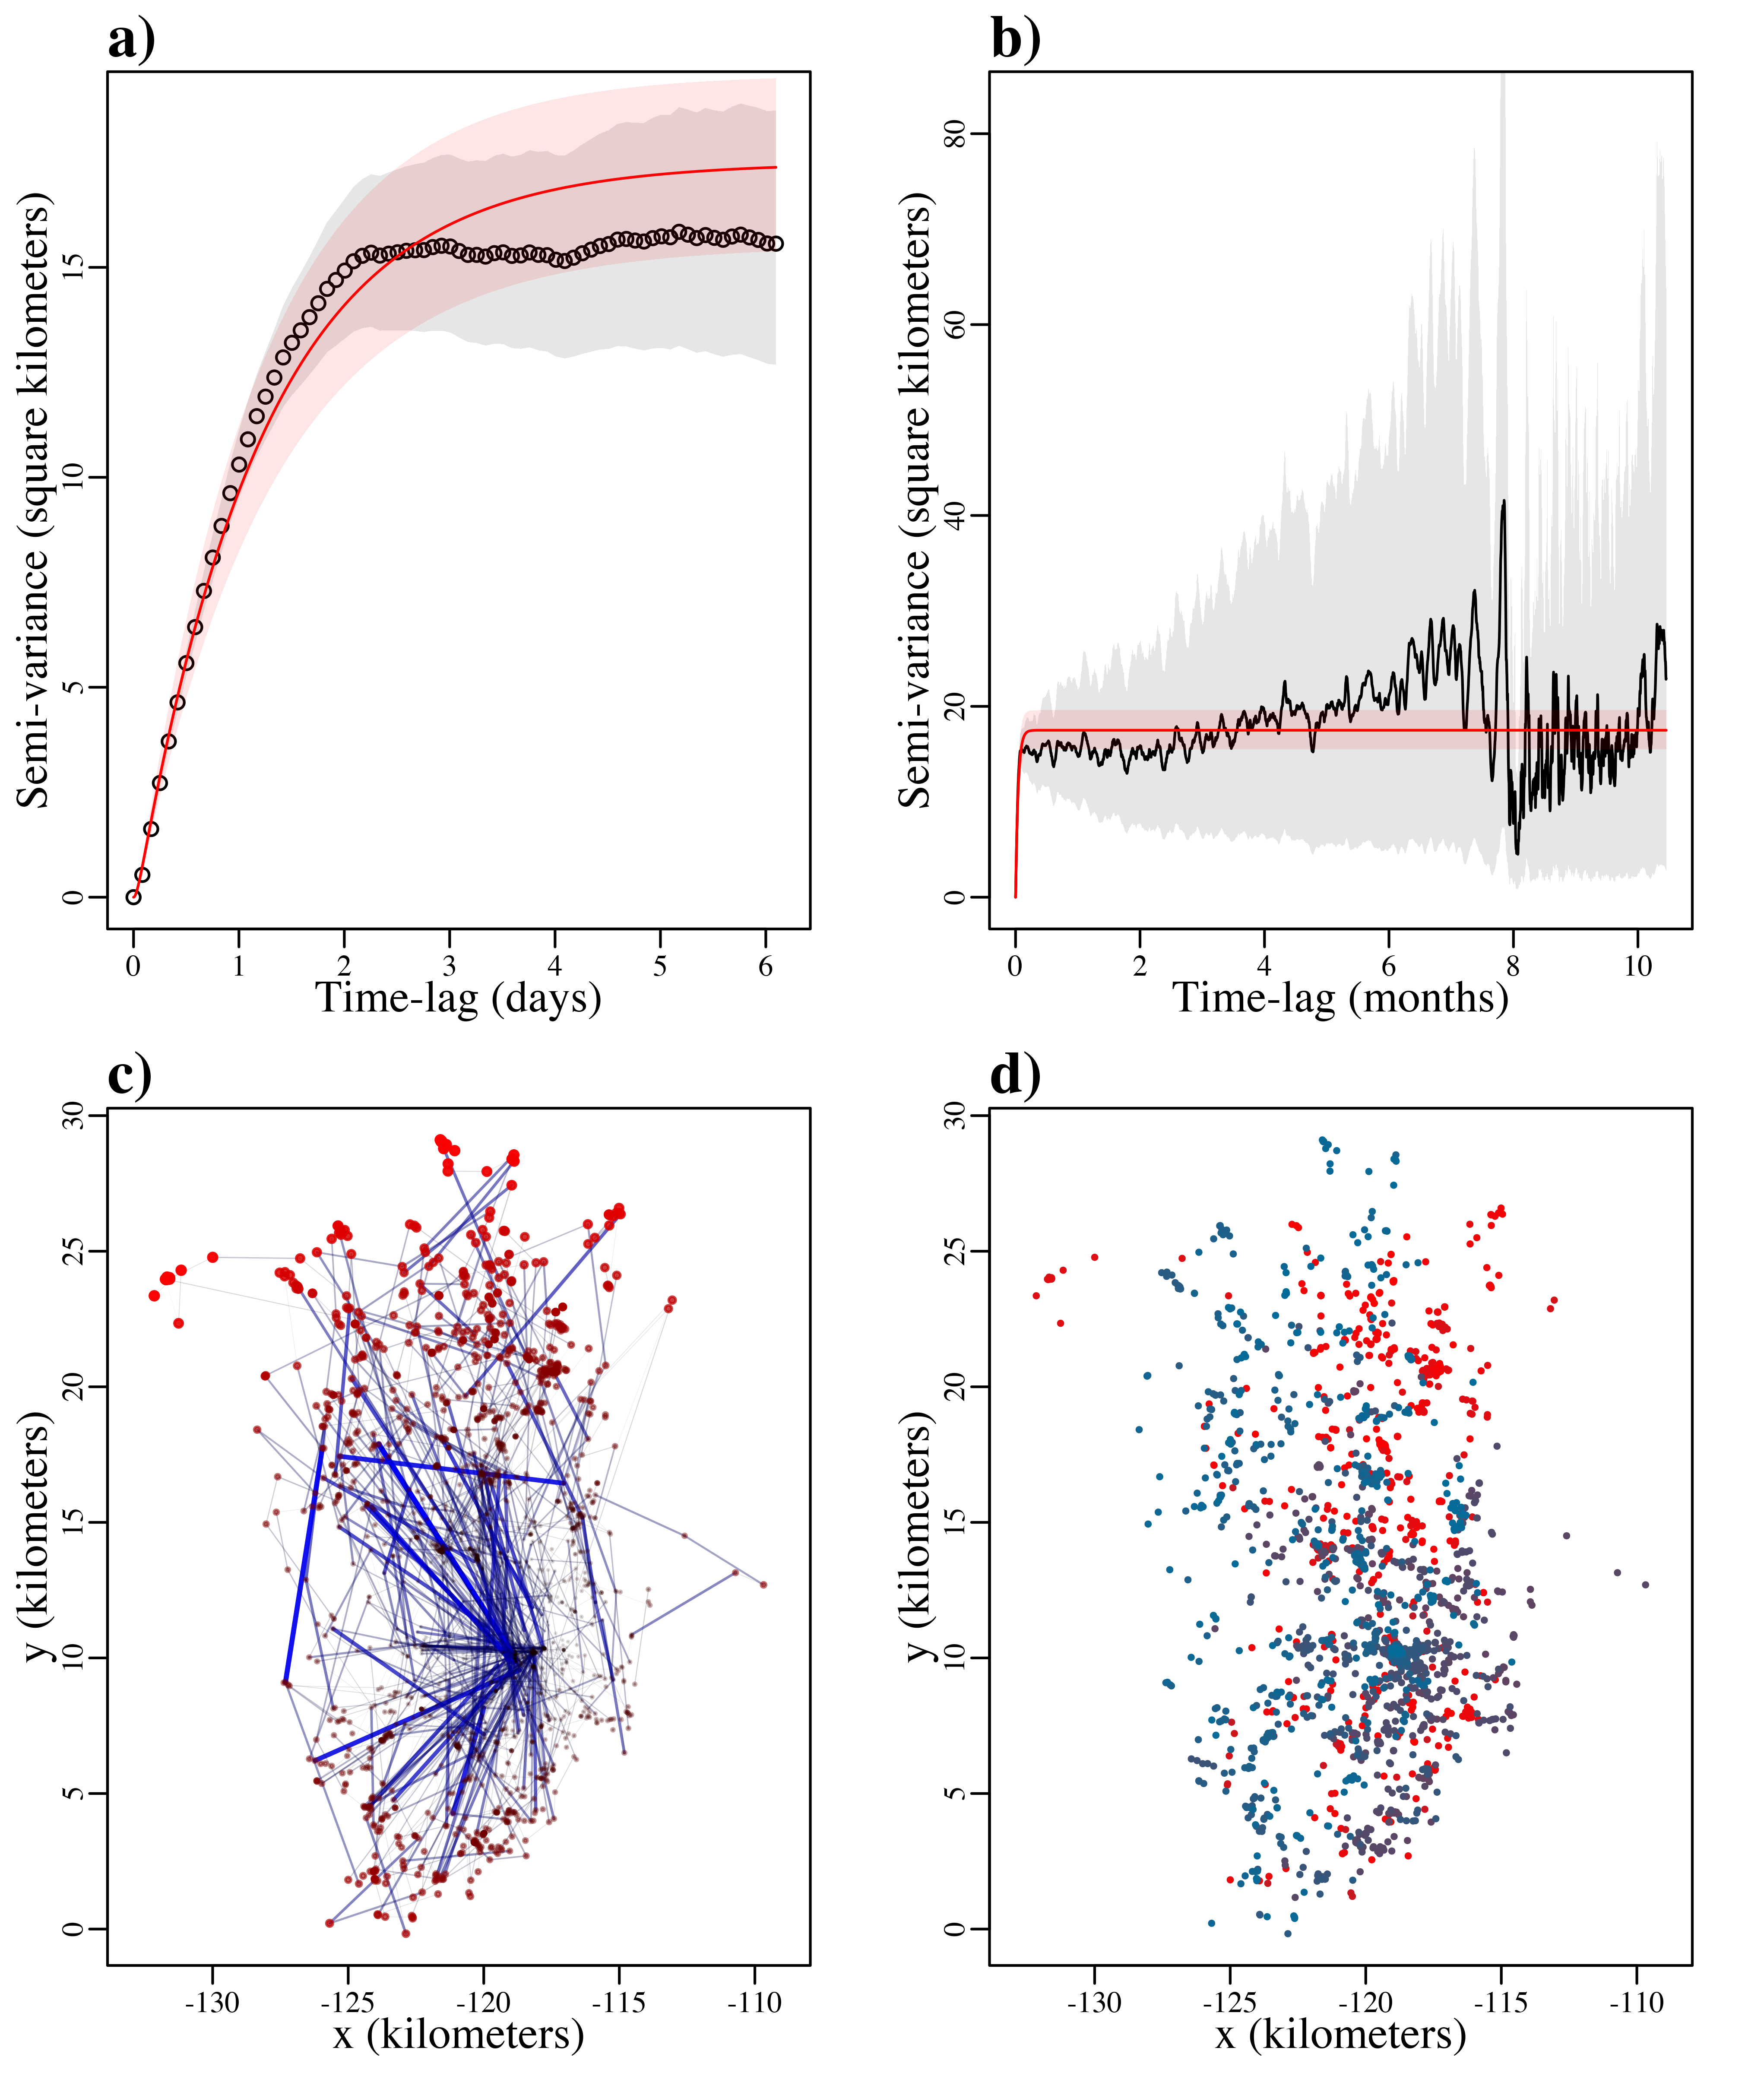 a)
Semi-variance (square kilometers)
0
5
10
15
0 1 2 3 4 5 6
Time-lag (days)
b)
Semi-variance (square kilometers)
0
20
40
60
80
0 2 4 6 8 10
Time-lag (months)
c)
y (kilometers)
0
5
10
15
20
25
30
-130 -125 -120 -115 -110
x (kilometers)
d)
y (kilometers)
0
5
10
15
20
25
30
-130 -125 -120 -115 -110
x (kilometers)